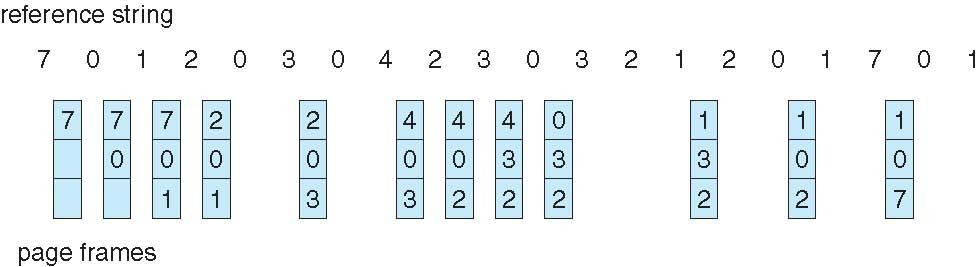 reference string
7 0 1 2 0 3 0 4 2 3 0 3 2 1 2 0 1 7 0 1
7 7 7 2 2 4 4 4 0 1 1 1
0 0 0 0 0 0 3 3 3 0 0
1 1 3 3 2 2 2 2 2 7
page frames